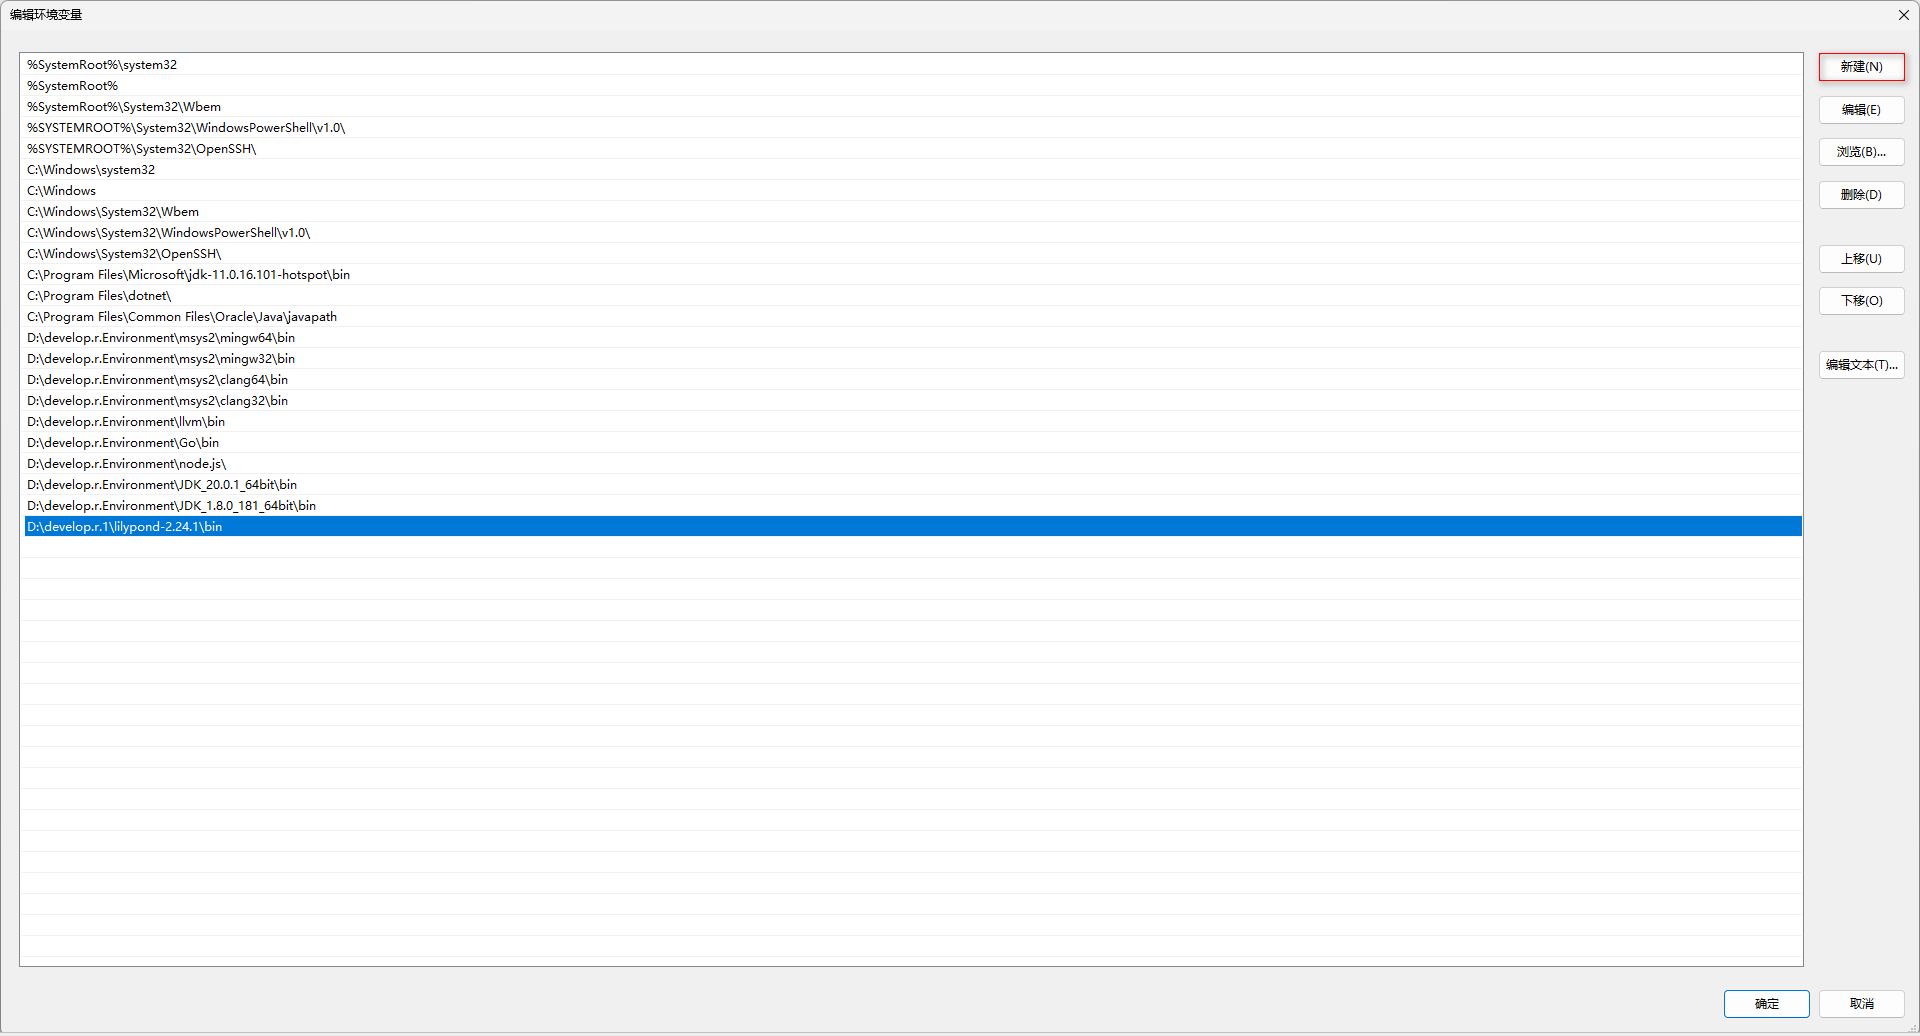 编辑环境变量
%SystemRoot%\system32
%SystemRoot%
%SystemRoot%\System32\Wbem
%SYSTEMROOT%\System32\WindowsPowerShell\v1.0\
%SYSTEMROOT%\System32\OpenSSH\
C:\Windows\system32
C:\Windows
C:\Windows\System32\Wbem
C:\Windows\System32\WindowsPowerShell\v1.0\
C:\Windows\System32\OpenSSH\
C:\Program Files\Microsoft\jdk-11.0.16.101-hotspot\bin
C:\Program Files\dotnet\
C:\Program Files\Common Files\Oracle\Java\javapath
D:\develop.r.Environment\msys2\mingw64\bin
D:\develop.r.Environment\msys2\mingw32\bin
D:\develop.r.Environment\msys2\clang64\bin
D:\develop.r.Environment\msys2\clang32\bin
D:\develop.r.Environment\llvm\bin
D:\develop.r.Environment\Go\bin
D:\develop.r.Environment\node.js\
D:\develop.r.Environment\JDK_20.0.1_64bit\bin
D:\develop.r.Environment\JDK_1.8.0_181_64bit\bin
D:\develop.r.1\lilypond-2.24.1\bin
新建(N)
编辑(E)
浏览(B)...
删除(D)
上移(U)
下移(O)
编辑文本(T)...
确定
取消